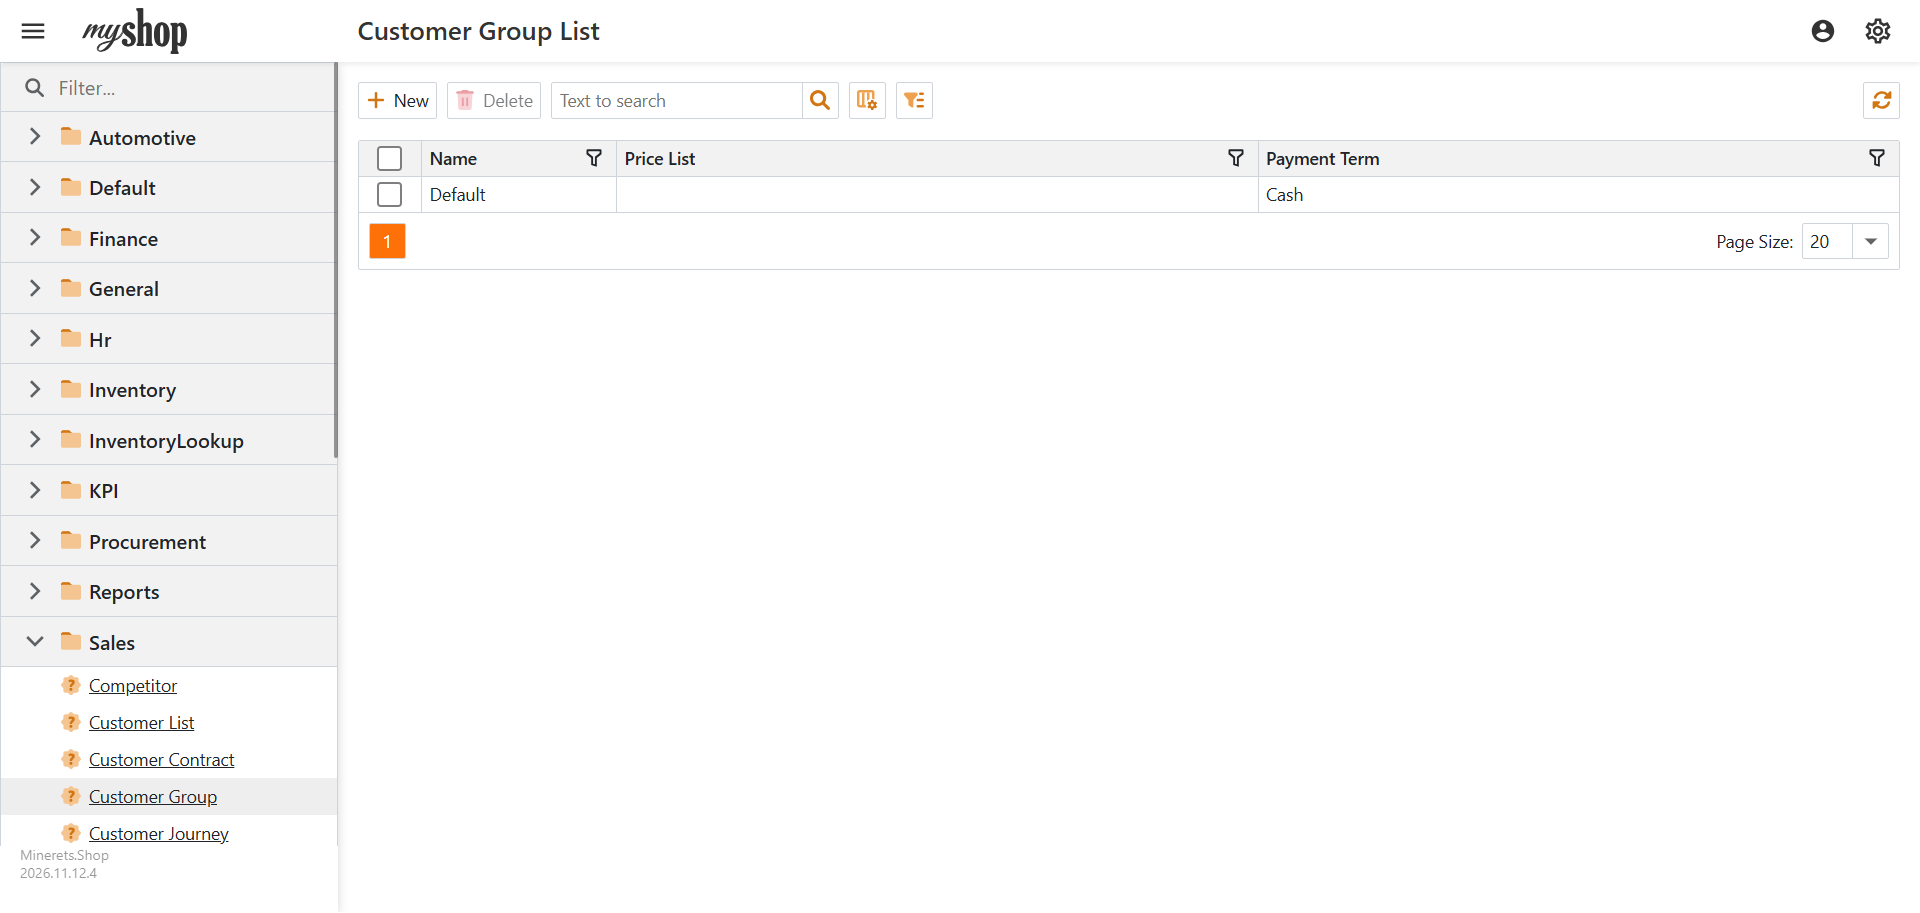 myshop
Customer Group List
Filter...
New
Delete
Text to search
Automotive
Default
Finance
General
Hr
Inventory
InventoryLookup
KPI
Procurement
Reports
Sales
Competitor
Customer List
Customer Contract
Customer Group
Customer Journey
Minerets.Shop
2026.11.12.4
Name
Price List
Payment Term
Default
Cash
1
Page Size:
20